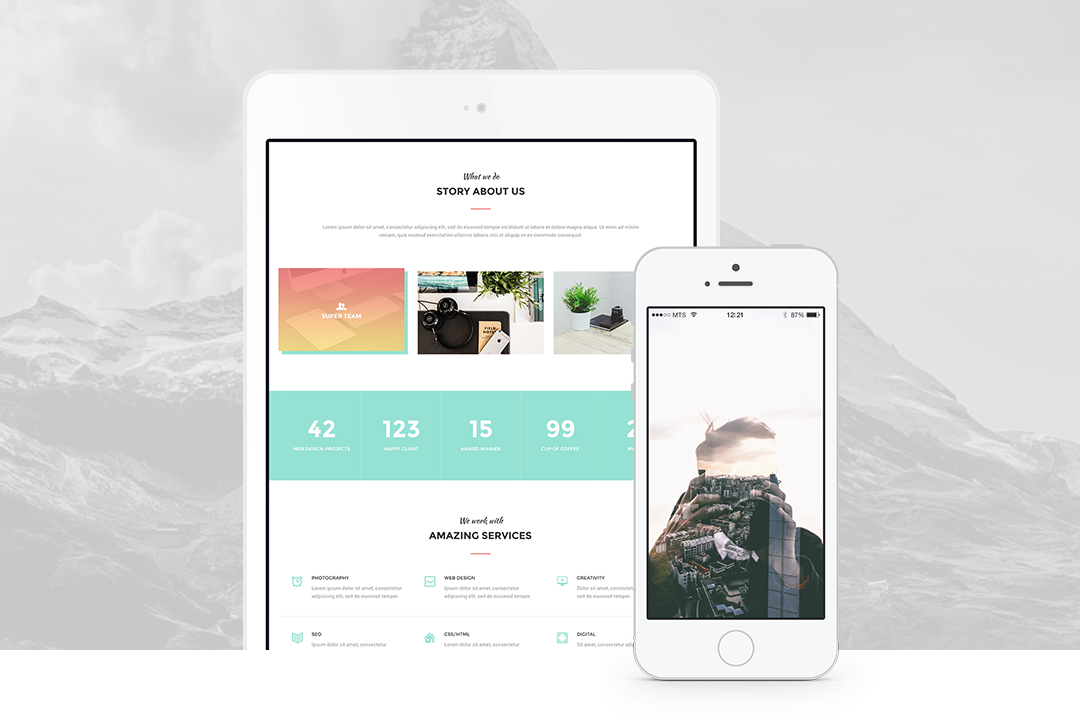 What we do
STORY ABOUT US
Lorem ipsum dolor sit amet, consectetur adipiscing elit, sed do eiusmod tempor incididunt ut labore et dolore magna aliqua. Ut enim ad minim
veniam, quis nostrud exercitation ullamco laboris nisi ut aliquip ex ea commodo consequat.
SUPER TEAM
FIELD NOTES
42
WEB DESIGN PROJECTS
123
HAPPY CLIENT
15
AWARD WINNER
99
CUP OF COFFEE
2
We work with
AMAZING SERVICES
PHOTOGRAPHY
Lorem ipsum dolor sit amet, consectetur
adipiscing elit, sed do eiusmod tempor.
WEB DESIGN
Lorem ipsum dolor sit amet, consectetur
adipiscing elit, sed do eiusmod tempor
CREATIVITY
Dolor sit amet, consectetur
sed do eiusmod tempor.
SEO
Ipsum dolor sit amet, consectetur
CSS/HTML
Lorem dolor sit amet, consectetur
DIGITAL
Sit amet, consectetur
MTS 12:21 87%